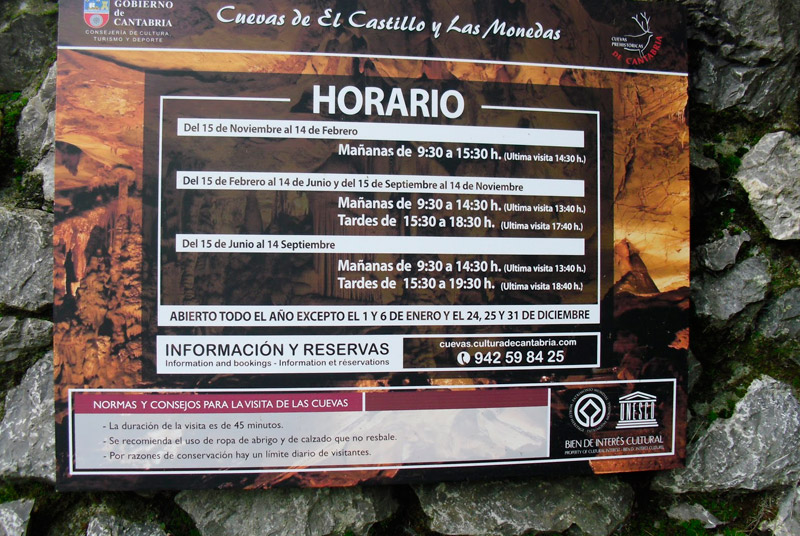 GOBIERNO
de
CANTABRIA
CONSEJERÍA DE CULTURA,
TURISMO Y DEPORTE
Cuevas de El Castillo y Las Monedas
CUEVAS
PREHISTÓRICAS
DE CANTABRIA
HORARIO
Del 15 de Noviembre al 14 de Febrero
Mañanas de 9:30 a 15:30 h. (Ultima visita 14:30 h.)
Del 15 de Febrero al 14 de Junio y del 15 de Septiembre al 14 de Noviembre
Mañanas de 9:30 a 14:30 h. (Ultima visita 13:40 h.)
Tardes de 15:30 a 18:30 h. (Ultima visita 17:40 h.)
Del 15 de Junio al 14 Septiembre
Mañanas de 9:30 a 14:30 h. (Ultima visita 13:40 h.)
Tardes de 15:30 a 19:30 h. (Ultima visita 18:40 h.)
ABIERTO TODO EL AÑO EXCEPTO EL 1 Y 6 DE ENERO Y EL 24, 25 Y 31 DE DICIEMBRE
INFORMACIÓN Y RESERVAS
Information and bookings - Information et réservations
cuevas.culturadecantabria.com
942 59 84 25
NORMAS Y CONSEJOS PARA LA VISITA DE LAS CUEVAS
- La duración de la visita es de 45 minutos.
- Se recomienda el uso de ropa de abrigo y de calzado que no resbale.
- Por razones de conservación hay un límite diario de visitantes.
UNESCO
BIEN DE INTERÉS CULTURAL